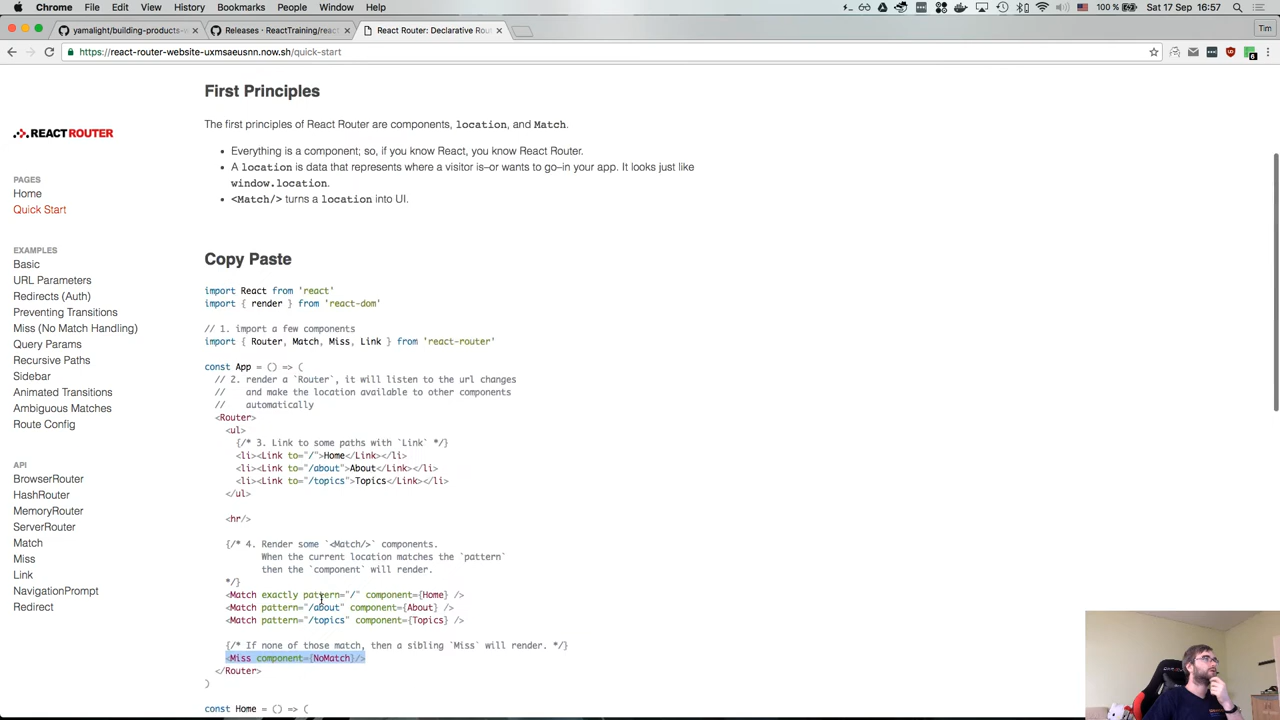 Chrome File Edit View History Bookmarks People Window Help
100 % Sat 17 Sep 16:57
yamalight/building-products-
Releases · ReactTraining/reac
React Router: Declarative Rou
Tim
https://react-router-website-uxmsaeusnn.now.sh/quick-start
6
REACT ROUTER
PAGES
Home
Quick Start
EXAMPLES
Basic
URL Parameters
Redirects (Auth)
Preventing Transitions
Miss (No Match Handling)
Query Params
Recursive Paths
Sidebar
Animated Transitions
Ambiguous Matches
Route Config
API
BrowserRouter
HashRouter
MemoryRouter
ServerRouter
Match
Miss
Link
NavigationPrompt
Redirect
First Principles
The first principles of React Router are components, location, and Match.
• Everything is a component; so, if you know React, you know React Router.
• A location is data that represents where a visitor is–or wants to go–in your app. It looks just like
window.location.
• <Match/> turns a location into UI.
Copy Paste
import React from 'react'
import { render } from 'react-dom'
// 1. import a few components
import { Router, Match, Miss, Link } from 'react-router'
const App = () => (
// 2. render a `Router`, it will listen to the url changes
// and make the location available to other components
// automatically
<Router>
<ul>
{/* 3. Link to some paths with `Link` */}
<li><Link to="/">Home</Link></li>
<li><Link to="/about">About</Link></li>
<li><Link to="/topics">Topics</Link></li>
</ul>
<hr/>
{/* 4. Render some `<Match/>` components.
When the current location matches the `pattern`
then the `component` will render.
*/}
<Match exactly pattern="/" component={Home} />
<Match pattern="/about" component={About} />
<Match pattern="/topics" component={Topics} />
{/* If none of those match, then a sibling `Miss` will render. */}
<Miss component={NoMatch}/>
</Router>
)
const Home = () => (